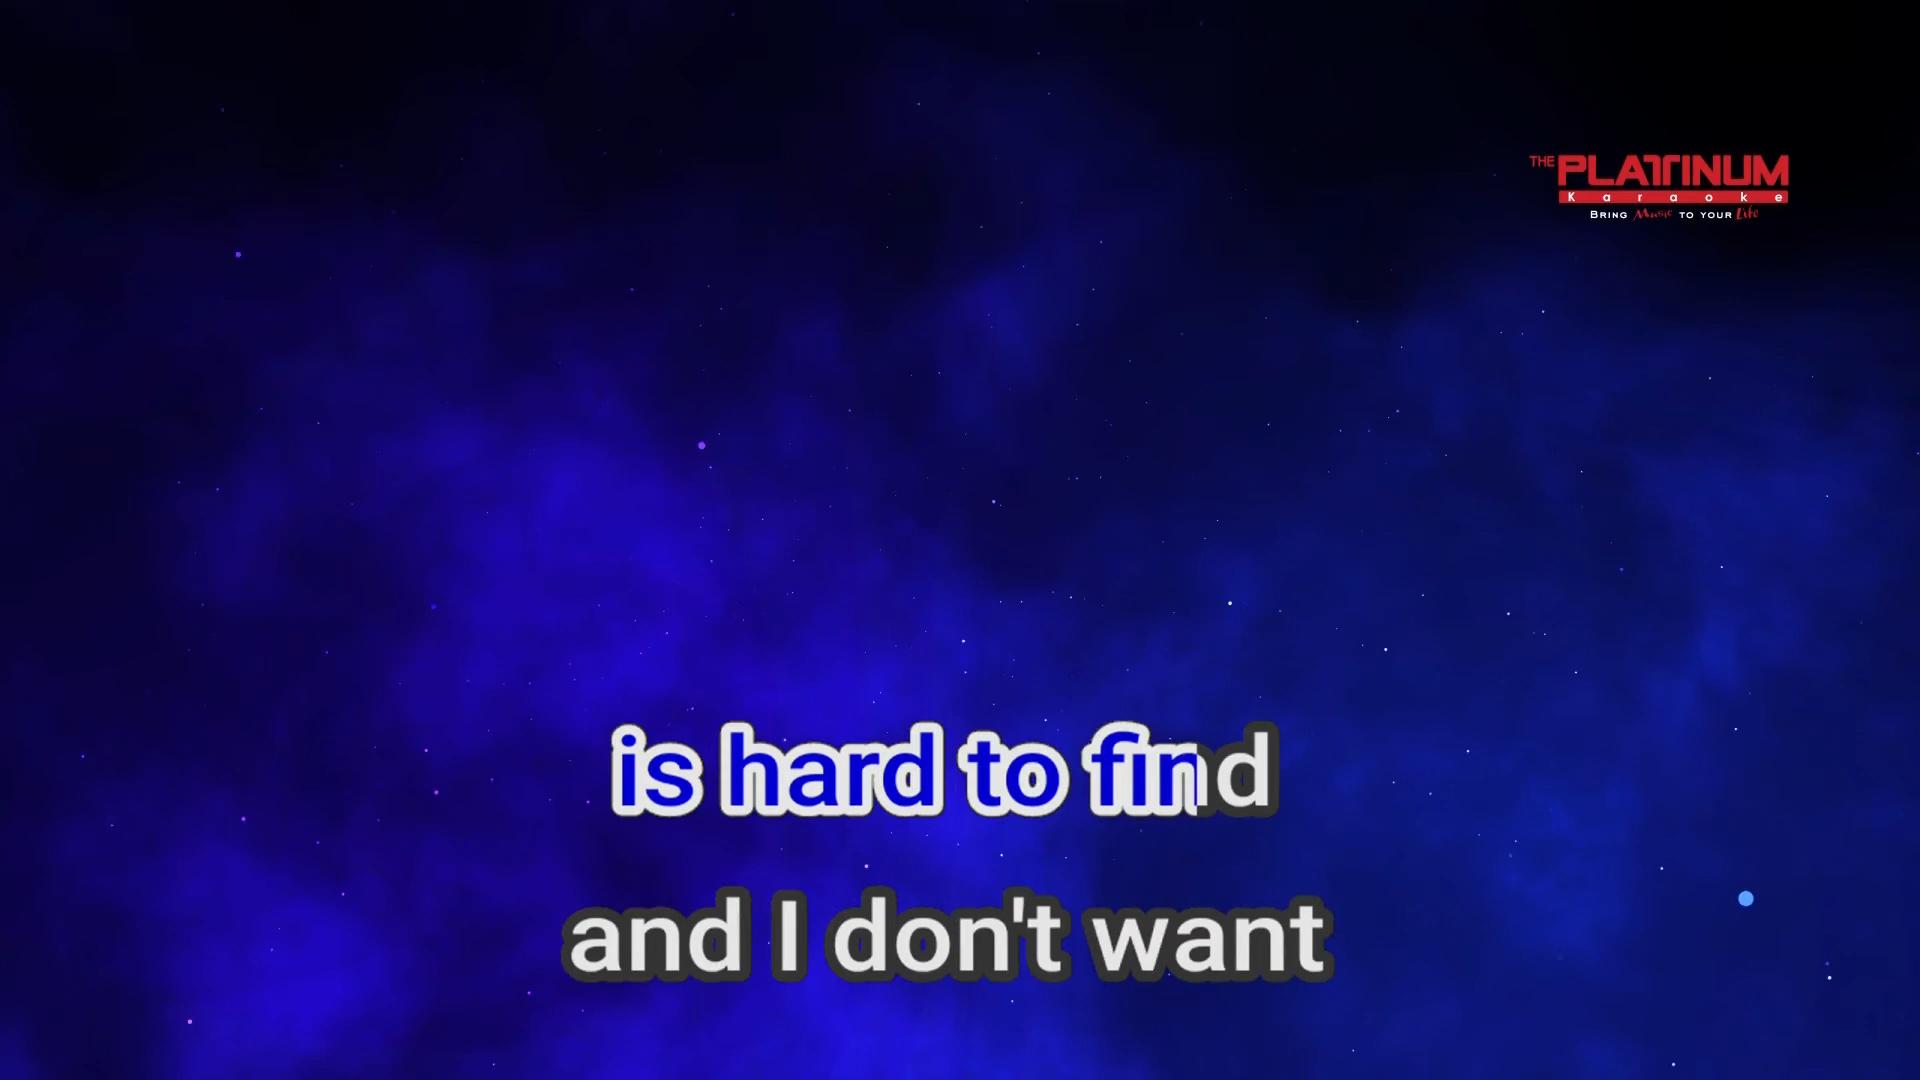 THE PLATINUM
Karaoke
BRING Music TO YOUR Life
is hard to find
and I don't want